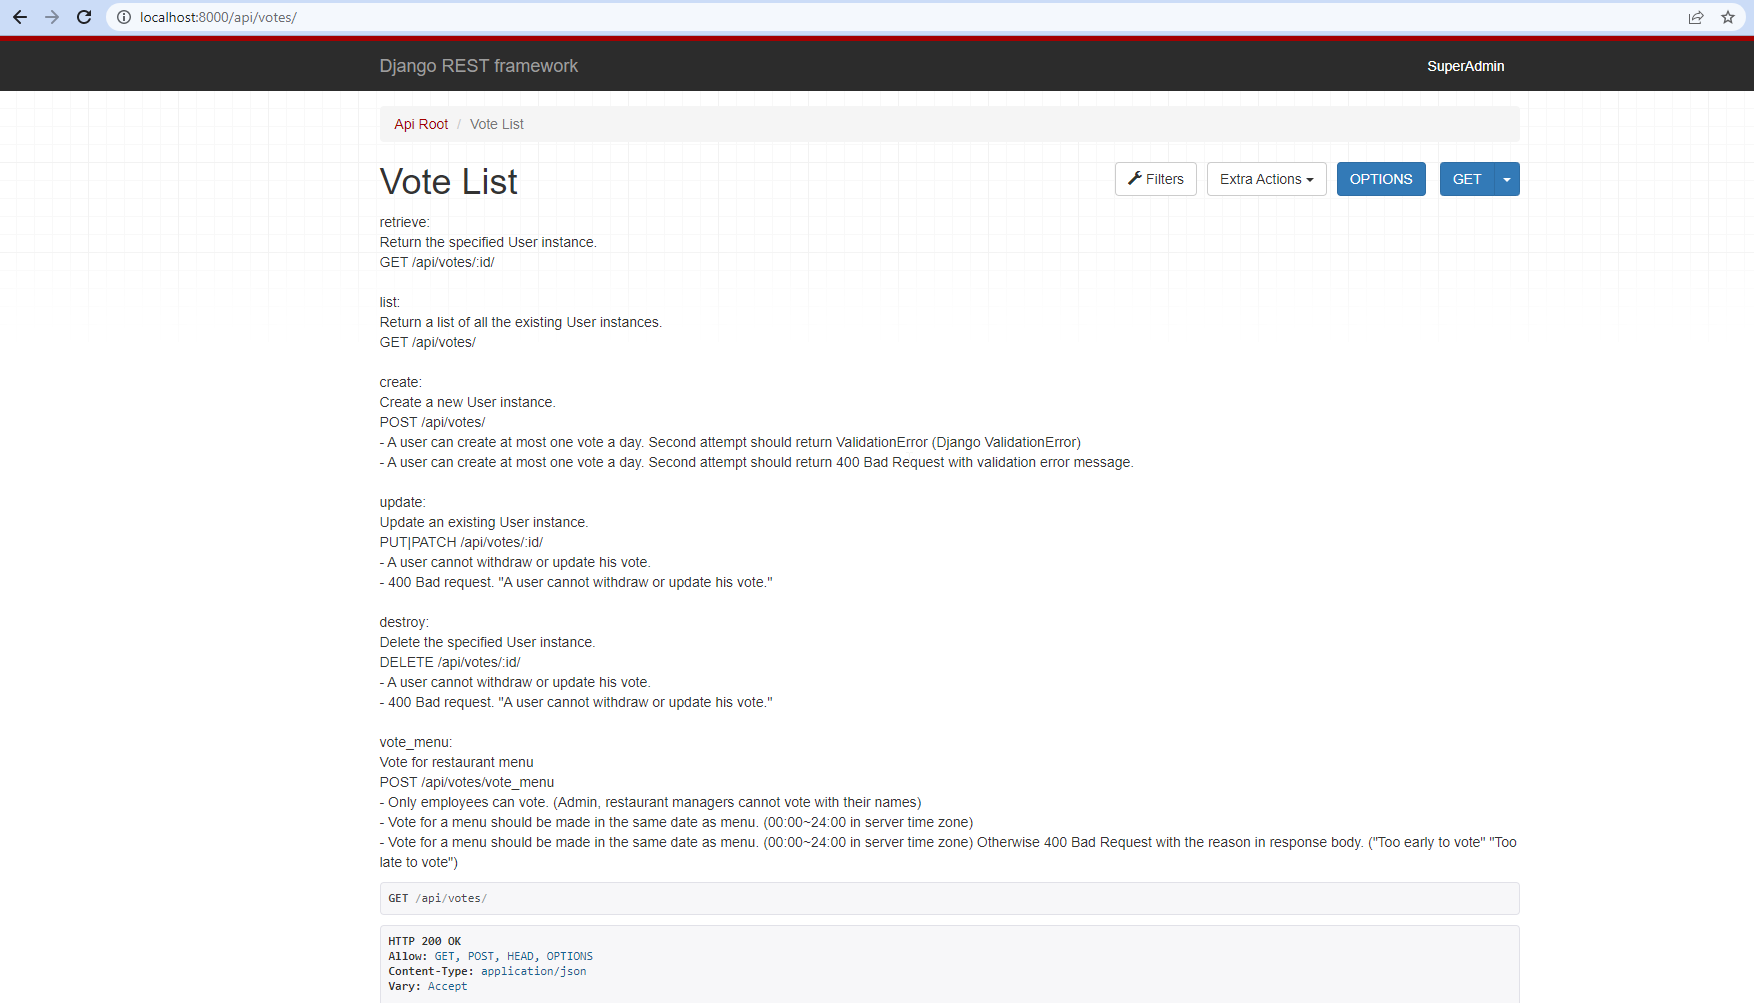 localhost:8000/api/votes/
Django REST framework
SuperAdmin
Api Root / Vote List
Vote List
Filters
Extra Actions
OPTIONS
GET
retrieve:
Return the specified User instance.
GET /api/votes/:id/
list:
Return a list of all the existing User instances.
GET /api/votes/
create:
Create a new User instance.
POST /api/votes/
- A user can create at most one vote a day. Second attempt should return ValidationError (Django ValidationError)
- A user can create at most one vote a day. Second attempt should return 400 Bad Request with validation error message.
update:
Update an existing User instance.
PUT|PATCH /api/votes/:id/
- A user cannot withdraw or update his vote.
- 400 Bad request. "A user cannot withdraw or update his vote."
destroy:
Delete the specified User instance.
DELETE /api/votes/:id/
- A user cannot withdraw or update his vote.
- 400 Bad request. "A user cannot withdraw or update his vote."
vote_menu:
Vote for restaurant menu
POST /api/votes/vote_menu
- Only employees can vote. (Admin, restaurant managers cannot vote with their names)
- Vote for a menu should be made in the same date as menu. (00:00~24:00 in server time zone)
- Vote for a menu should be made in the same date as menu. (00:00~24:00 in server time zone) Otherwise 400 Bad Request with the reason in response body. ("Too early to vote" "Too
late to vote")
GET /api/votes/
HTTP 200 OK
Allow: GET, POST, HEAD, OPTIONS
Content-Type: application/json
Vary: Accept